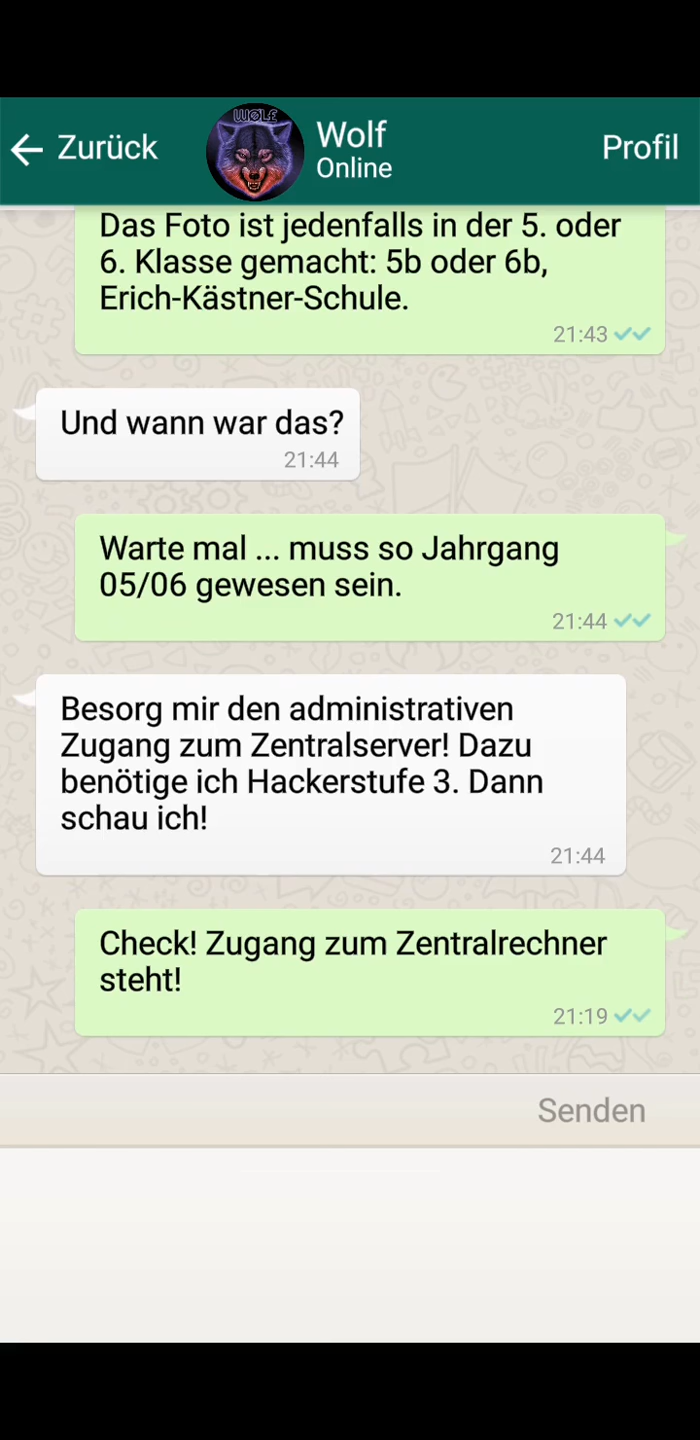 Zurück
WØLF
Wolf
Online
Profil
Das Foto ist jedenfalls in der 5. oder
6. Klasse gemacht: 5b oder 6b,
Erich-Kästner-Schule.
21:43
Und wann war das?
21:44
Warte mal ... muss so Jahrgang
05/06 gewesen sein.
21:44
Besorg mir den administrativen
Zugang zum Zentralserver! Dazu
benötige ich Hackerstufe 3. Dann
schau ich!
21:44
Check! Zugang zum Zentralrechner
steht!
21:19
Senden